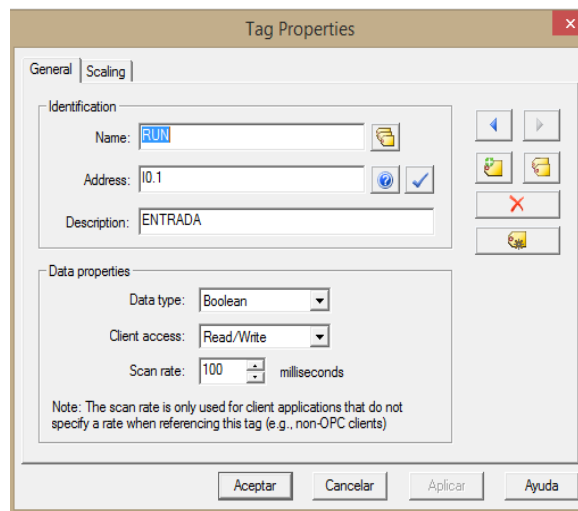 Tag Properties
General Scaling
Identification
Name: RUN
Address: I0.1
Description: ENTRADA
Data properties
Data type: Boolean
Client access: Read/Write
Scan rate: 100 milliseconds
Note: The scan rate is only used for client applications that do not
specify a rate when referencing this tag (e.g., non-OPC clients)
Aceptar Cancelar Aplicar Ayuda